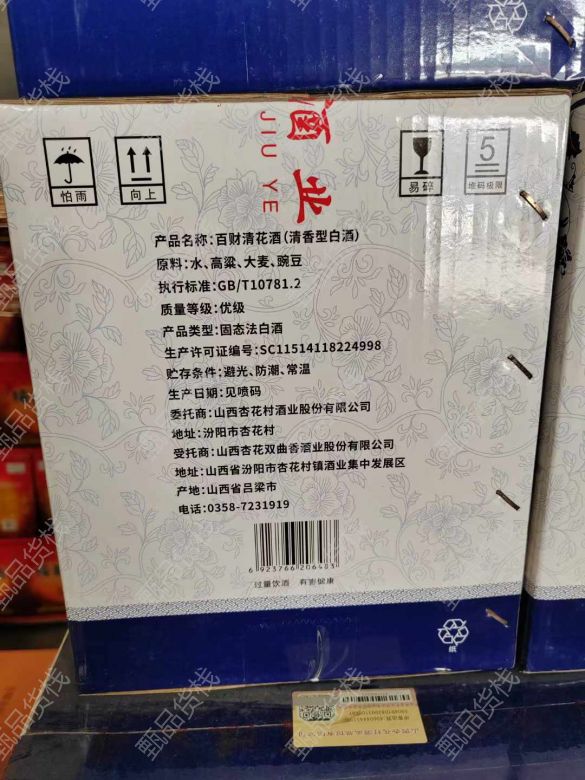 酒业
JIU YE
怕雨
向上
易碎
5
堆码极限
产品名称:百财清花酒(清香型白酒)
原料:水、高粱、大麦、豌豆
执行标准:GB/T10781.2
质量等级:优级
产品类型:固态法白酒
生产许可证编号:SC11514118224998
贮存条件:避光、防潮、常温
生产日期:见喷码
委托商:山西杏花村酒业股份有限公司
地址:汾阳市杏花村
受托商:山西杏花双曲香酒业股份有限公司
地址:山西省汾阳市杏花村镇酒业集中发展区
产地:山西省吕梁市
电话:0358-7231919
6 923766 206483
过量饮酒 有害健康
纸
甄品货栈